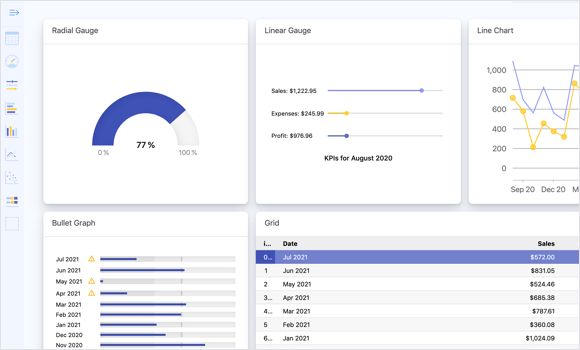 Radial Gauge
77 %
0 %
100 %
Linear Gauge
Sales: $1,222.95
Expenses: $245.99
Profit: $976.96
KPIs for August 2020
Line Chart
1,000
800
600
400
200
0
Sep 20 Dec 20 M
Bullet Graph
Jul 2021
Jun 2021
May 2021
Apr 2021
Mar 2021
Feb 2021
Jan 2021
Dec 2020
Nov 2020
Grid
i... Date Sales
0... Jul 2021 $572.00
1 Jun 2021 $831.05
2 May 2021 $524.46
3... Apr 2021 $685.38
4... Mar 2021 $787.61
5 Feb 2021 $360.08
6... Jan 2021 $1,024.09